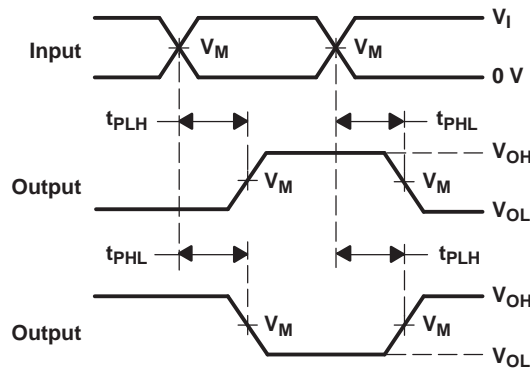 V_I
Input
V_M
V_M
0 V
t_PLH
t_PHL
V_OH
Output
V_M
V_M
V_OL
t_PHL
t_PLH
V_OH
Output
V_M
V_M
V_OL